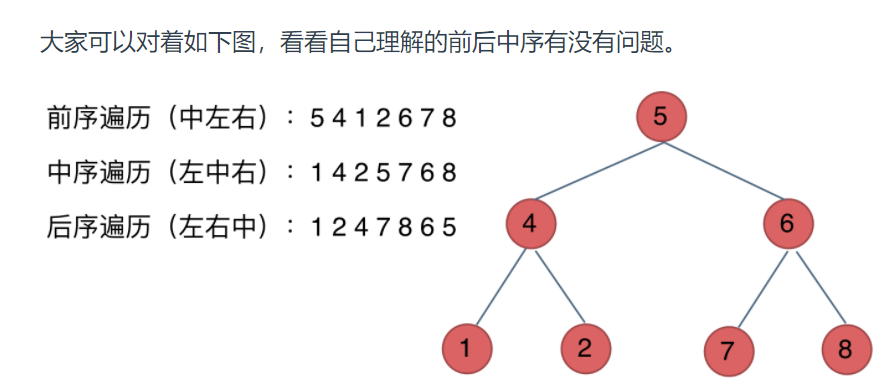 大家可以对着如下图，看看自己理解的前后中序有没有问题。
前序遍历（中左右）：5 4 1 2 6 7 8
中序遍历（左中右）：1 4 2 5 7 6 8
后序遍历（左右中）：1 2 4 7 8 6 5
5
4
6
1
2
7
8